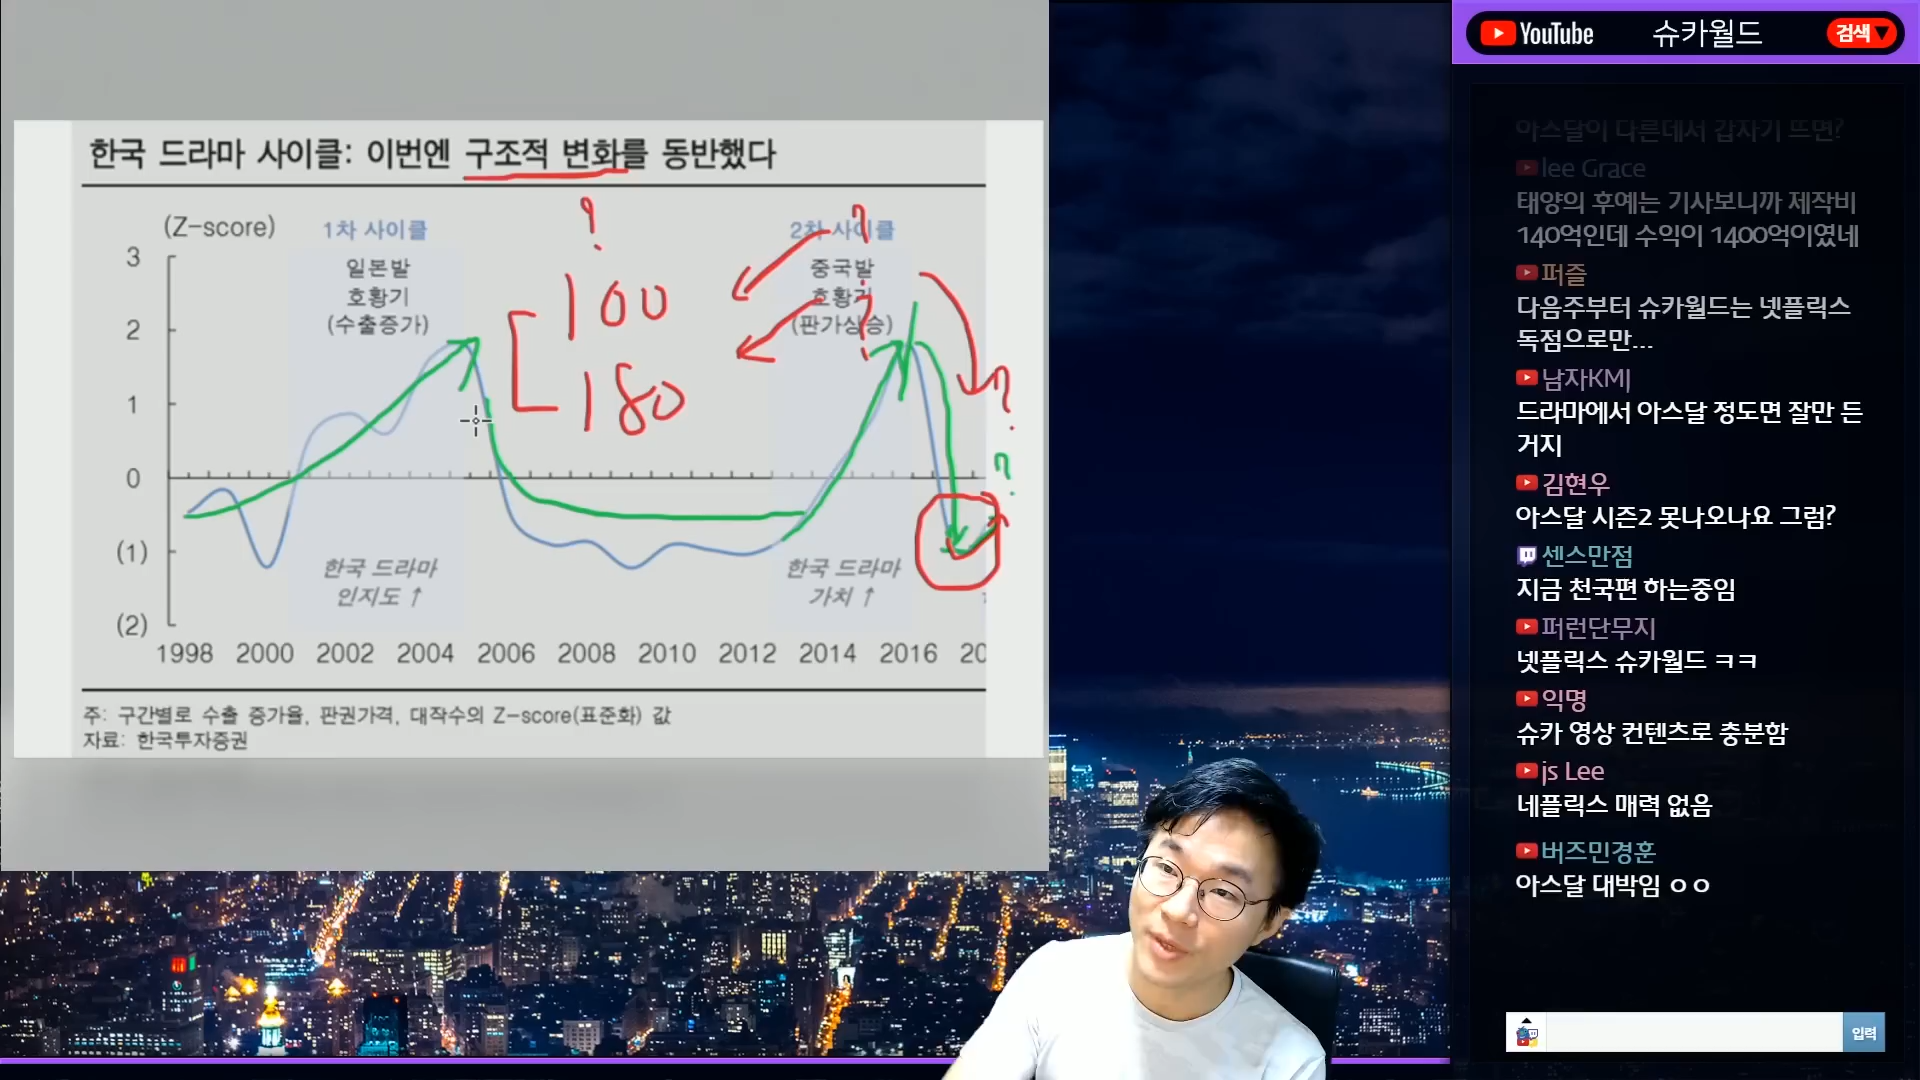 한국 드라마 사이클: 이번엔 구조적 변화를 동반했다
(Z-score)
1차 사이클
일본발
호황기
(수출증가)
2차 사이클
중국발
호황기
(판가상승)
3
2
1
0
(1)
(2)
?
100
180
?
?
?
?
한국 드라마
인지도 ↑
한국 드라마
가치 ↑
1998 2000 2002 2004 2006 2008 2010 2012 2014 2016 20
주: 구간별로 수출 증가율, 판권가격, 대작수의 Z-score(표준화) 값
자료: 한국투자증권
YouTube 슈카월드 검색▼
아스달이 다른데서 갑자기 뜨면?
lee Grace
태양의 후예는 기사보니까 제작비
140억인데 수익이 1400억이였네
퍼즐
다음주부터 슈카월드는 넷플릭스
독점으로만...
남자KMJ
드라마에서 아스달 정도면 잘만 든
거지
김현우
아스달 시즌2 못나오나요 그럼?
센스만점
지금 천국편 하는중임
퍼런단무지
넷플릭스 슈카월드 ㅋㅋ
익명
슈카 영상 컨텐츠로 충분함
js Lee
네플릭스 매력 없음
버즈민경훈
아스달 대박임 ㅇㅇ
입력